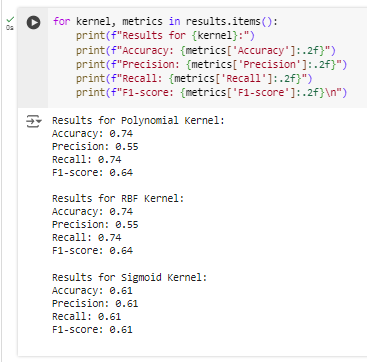 for kernel, metrics in results.items():
    print(f"Results for {kernel}:")
    print(f"Accuracy: {metrics['Accuracy']:.2f}")
    print(f"Precision: {metrics['Precision']:.2f}")
    print(f"Recall: {metrics['Recall']:.2f}")
    print(f"F1-score: {metrics['F1-score']:.2f}\n")
0s
Results for Polynomial Kernel:
Accuracy: 0.74
Precision: 0.55
Recall: 0.74
F1-score: 0.64
Results for RBF Kernel:
Accuracy: 0.74
Precision: 0.55
Recall: 0.74
F1-score: 0.64
Results for Sigmoid Kernel:
Accuracy: 0.61
Precision: 0.61
Recall: 0.61
F1-score: 0.61